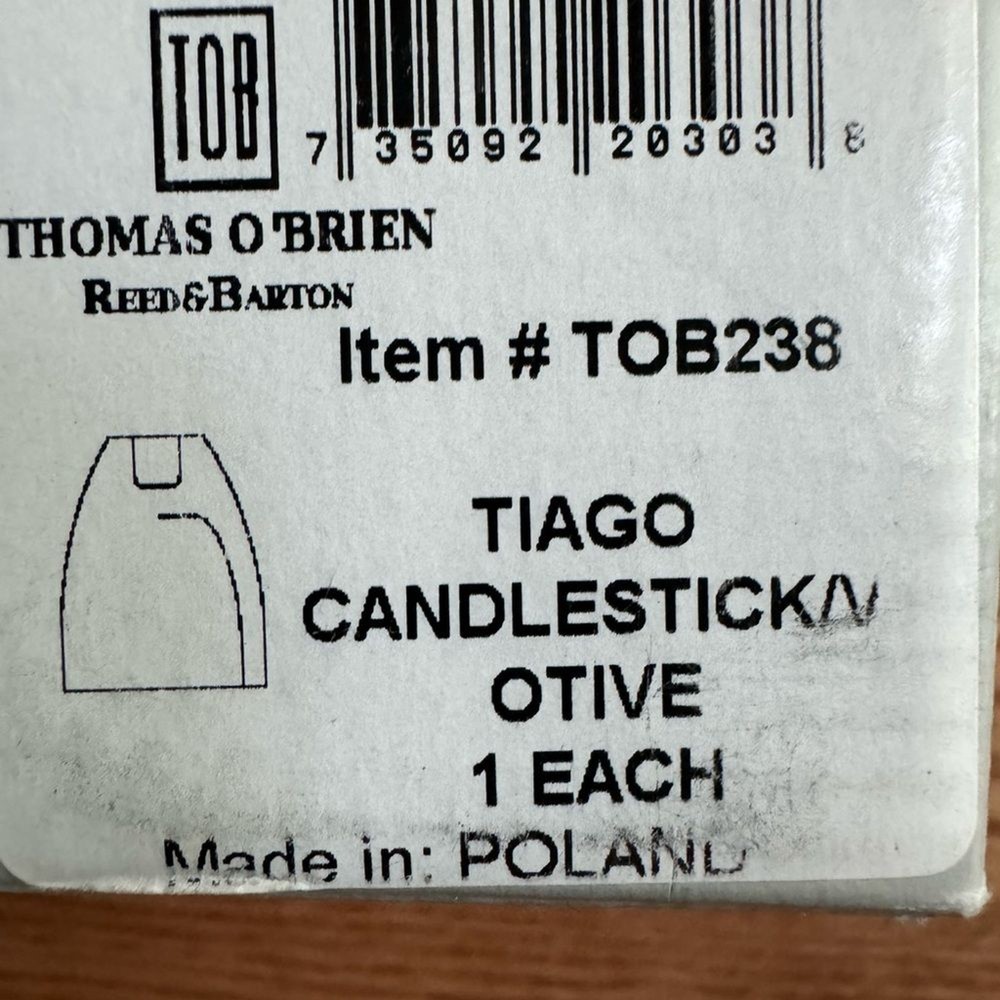 TOB
7 35092 20303 8
THOMAS O'BRIEN
REED&BARTON
Item # TOB238
TIAGO
CANDLESTICK/V
OTIVE
1 EACH
Made in: POLAND